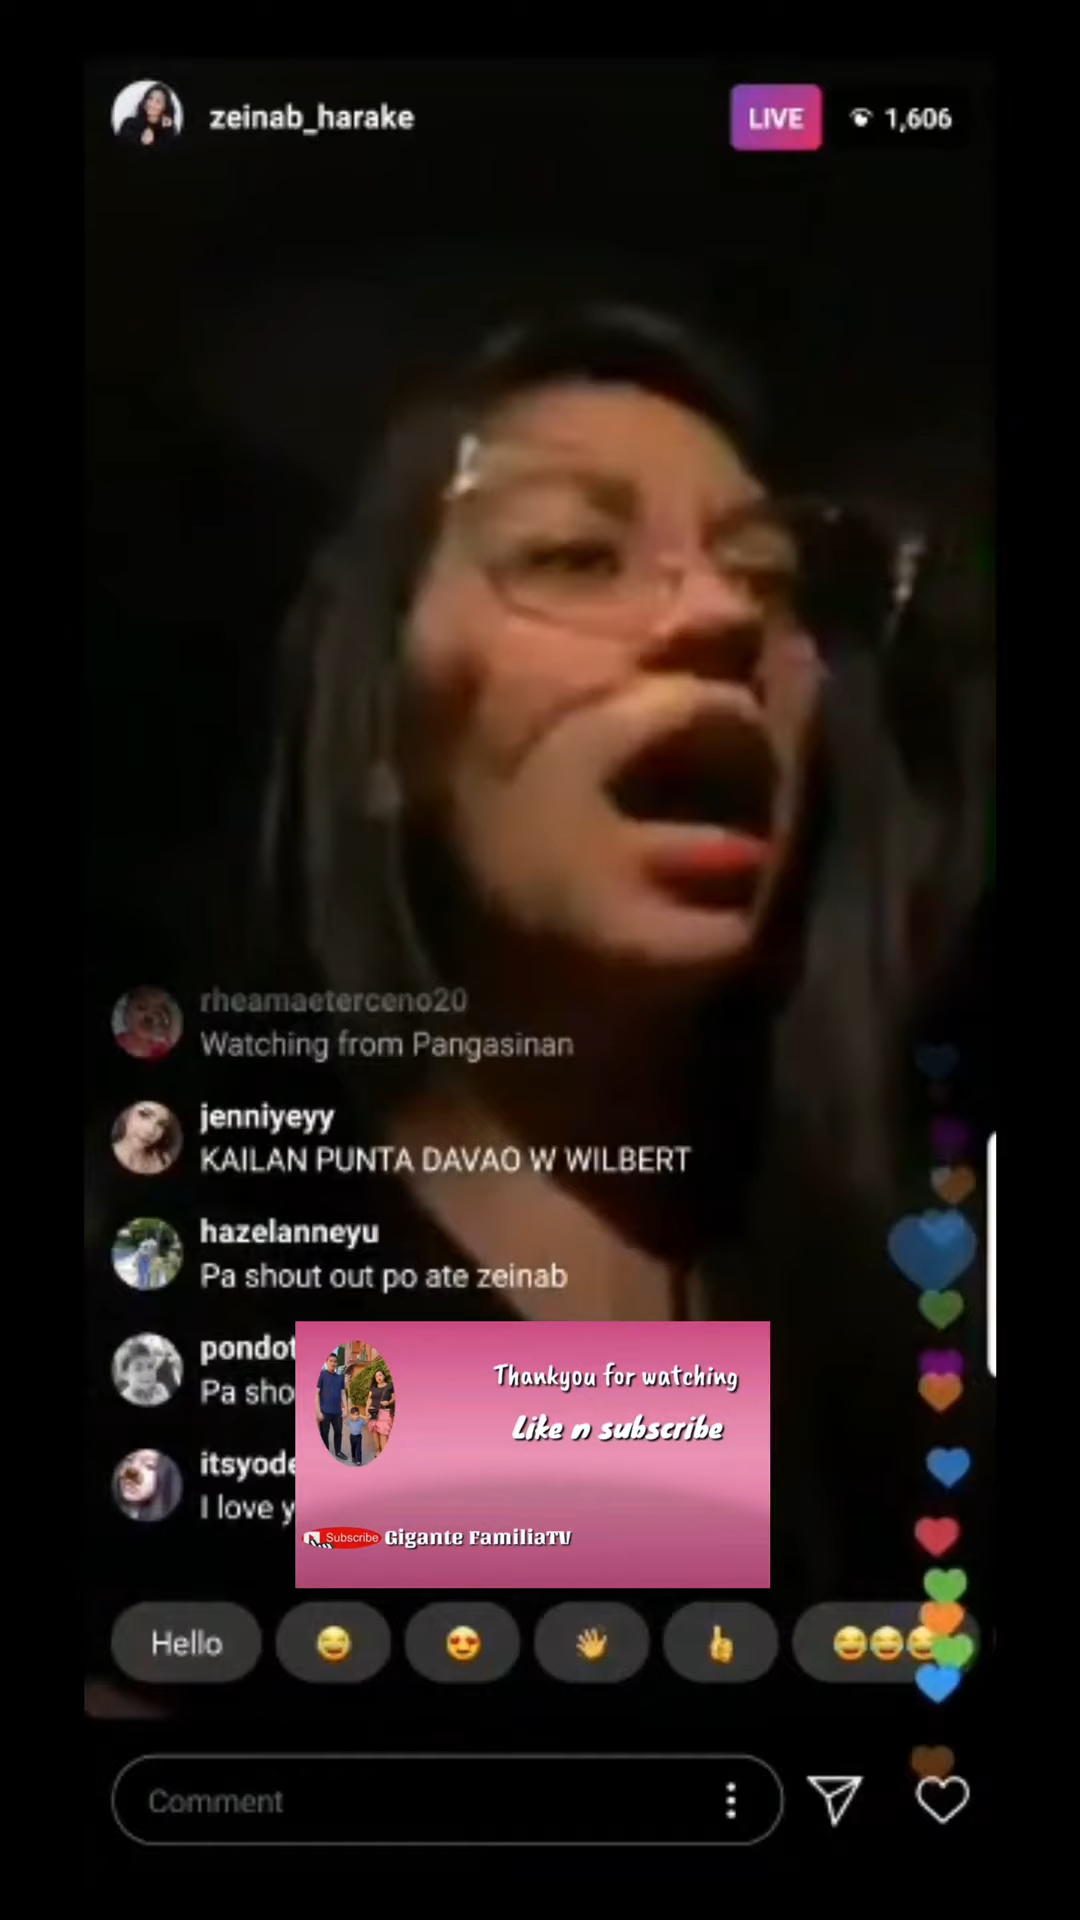 zeinab_harake
LIVE
1,606
rheamaeterceno20
Watching from Pangasinan
jenniyeyy
KAILAN PUNTA DAVAO W WILBERT
hazelanneyu
Pa shout out po ate zeinab
pondot
Pa sho
itsyode
I love y
Thankyou for watching
Like n subscribe
Subscribe
Gigante FamiliaTV
Hello
Comment